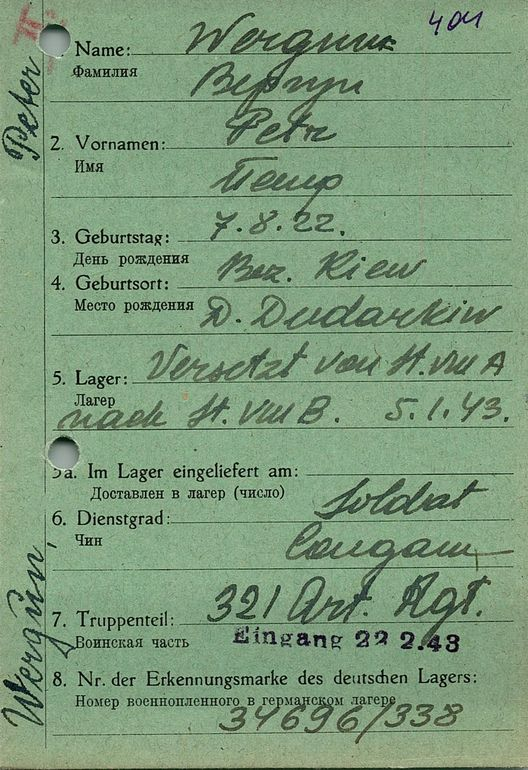 404
Name: Wergun
Фамилия Вергун
2. Vornamen: Petr
Имя Петр
3. Geburtstag: 7.8.22.
День рождения
4. Geburtsort: Bez. Kiew
Место рождения D. Dudarkiw
5. Lager: Versetzt von St. VIII A
Лагер
nach St. VIII B. 5.1.43.
5a. Im Lager eingeliefert am:
Доставлен в лагер (число)
6. Dienstgrad: Soldat
Чин Солдат
7. Truppenteil: 321 Art. Rgt.
Воинская часть Eingang 22 2.43
8. Nr. der Erkennungsmarke des deutschen Lagers:
Номер военнопленного в германском лагере
34696/338
Wergün, Peter